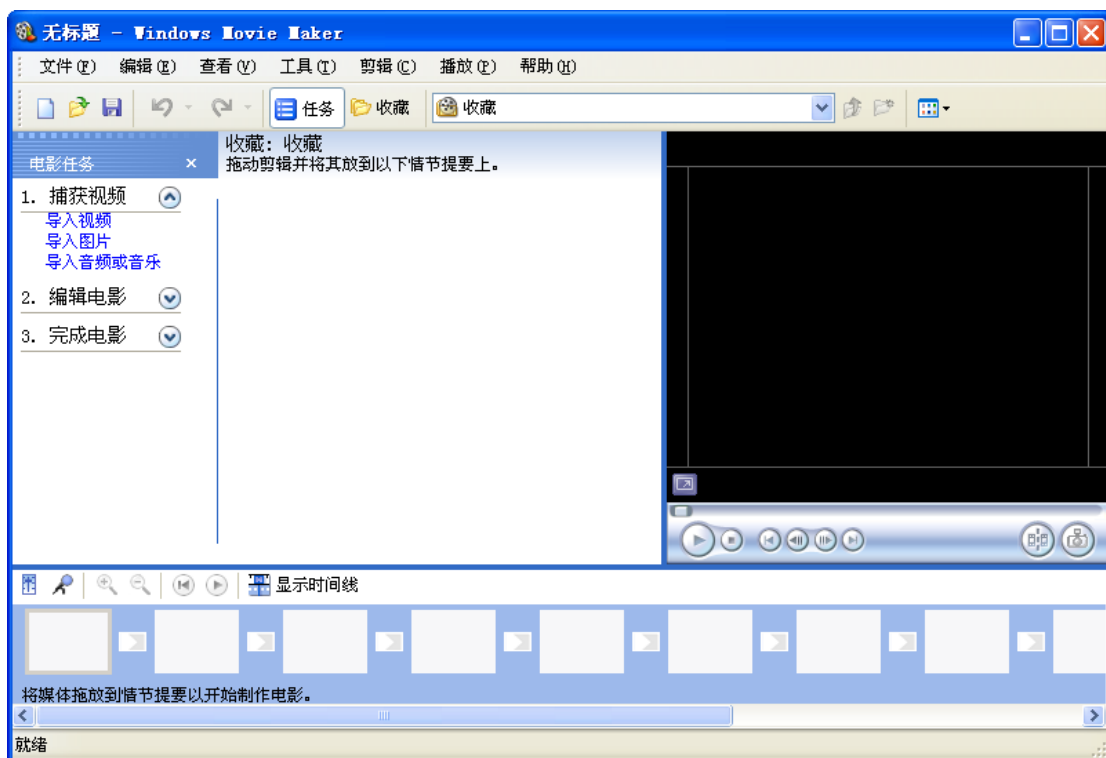 无标题 - Windows Movie Maker
文件(F) 编辑(E) 查看(V) 工具(T) 剪辑(C) 播放(P) 帮助(H)
任务 收藏 收藏
电影任务 ×
1. 捕获视频
导入视频
导入图片
导入音频或音乐
2. 编辑电影
3. 完成电影
收藏: 收藏
拖动剪辑并将其放到以下情节提要上。
显示时间线
将媒体拖放到情节提要以开始制作电影。
就绪